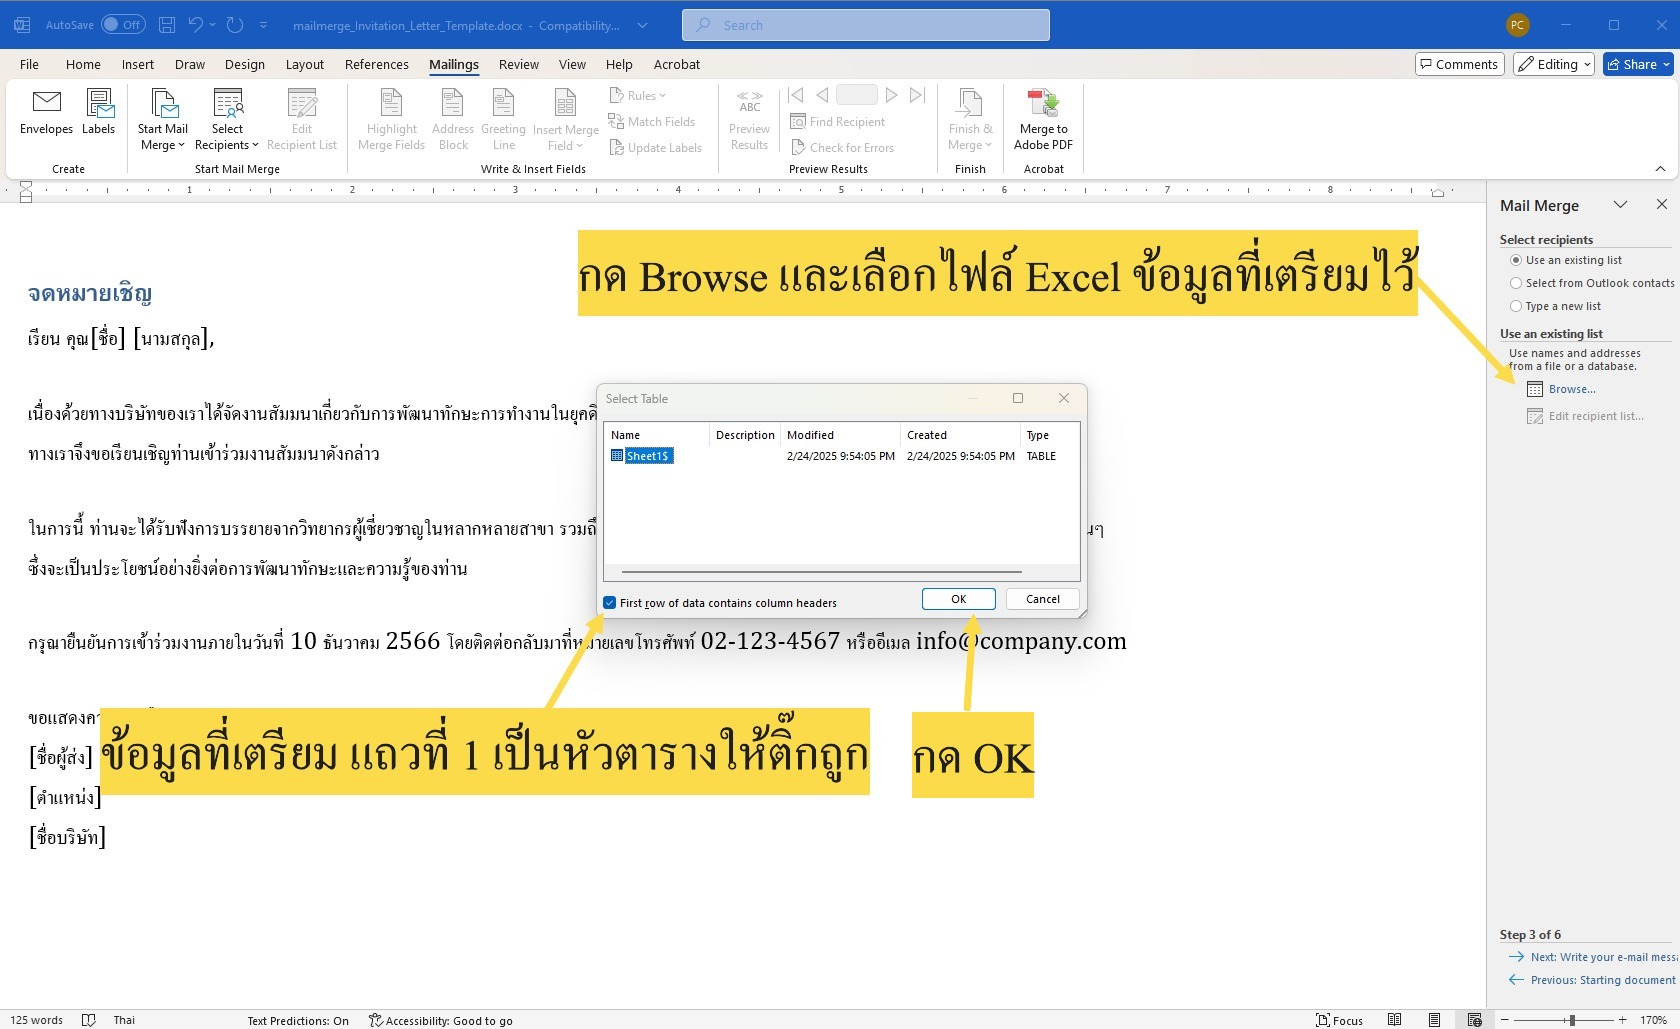 AutoSave Off mailmerge_Invitation_Letter_Template.docx - Compatibility... Search PC
File Home Insert Draw Design Layout References Mailings Review View Help Acrobat Comments Editing Share
Envelopes Labels
Create
Start Mail Merge Select Recipients Edit Recipient List
Start Mail Merge
Highlight Merge Fields Address Block Greeting Line Insert Merge Field Rules
Match Fields
Update Labels
Write & Insert Fields
ABC
Preview Results
Find Recipient
Check for Errors
Preview Results
Finish & Merge
Finish
Merge to Adobe PDF
Acrobat
1 2 3 4 5 6 7 8
กด Browse และเลือกไฟล์ Excel ข้อมูลที่เตรียมไว้
จดหมายเชิญ
เรียน คุณ[ชื่อ] [นามสกุล],
เนื่องด้วยทางบริษัทของเราได้จัดงานสัมมนาเกี่ยวกับการพัฒนาทักษะการทำงานในยุค
ทางเราจึงขอเรียนเชิญท่านเข้าร่วมงานสัมมนาดังกล่าว
ในการนี้ ท่านจะได้รับฟังการบรรยายจากวิทยากรผู้เชี่ยวชาญในหลากหลายสาขา
ซึ่งจะเป็นประโยชน์อย่างยิ่งต่อการพัฒนาทักษะและความรู้ของท่าน
กรุณายืนยันการเข้าร่วมงานภายในวันที่ 10 ธันวาคม 2566 โดยติดต่อกลับมาที่หมายเลขโทรศัพท์ 02-123-4567 หรืออีเมล info@company.com
[ชื่อผู้ส่ง]
[ตำแหน่ง]
[ชื่อบริษัท]
Select Table
Name Description Modified Created Type
Sheet1$ 2/24/2025 9:54:05 PM 2/24/2025 9:54:05 PM TABLE
First row of data contains column headers OK Cancel
ข้อมูลที่เตรียม แถวที่ 1 เป็นหัวตารางให้ติ๊กถูก
กด OK
Mail Merge
Select recipients
Use an existing list
Select from Outlook contacts
Type a new list
Use an existing list
Use names and addresses
from a file or a database.
Browse...
Edit recipient list...
Step 3 of 6
Next: Write your e-mail
Previous: Starting document
125 words Thai Text Predictions: On Accessibility: Good to go Focus 170%